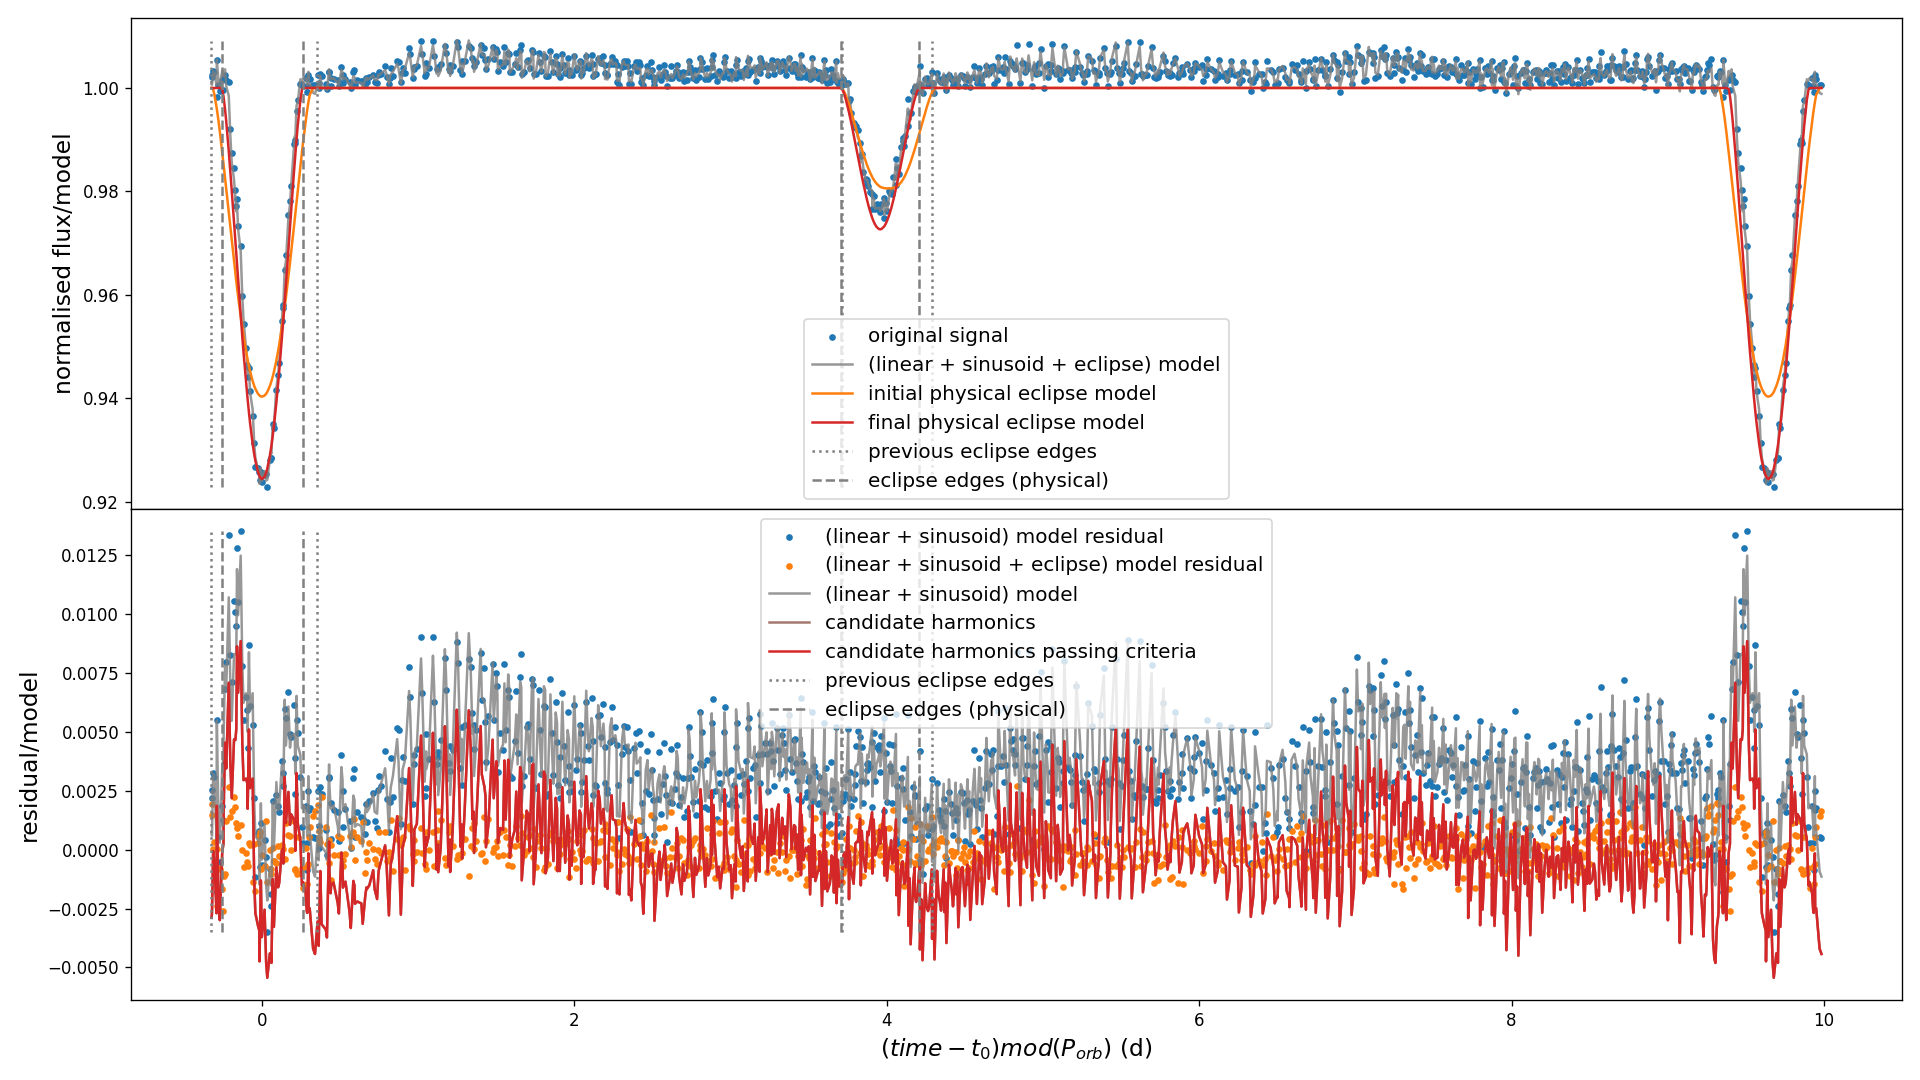 normalised flux/model
1.00
0.98
0.96
0.94
0.92
original signal
(linear + sinusoid + eclipse) model
initial physical eclipse model
final physical eclipse model
previous eclipse edges
eclipse edges (physical)
residual/model
0.0125
0.0100
0.0075
0.0050
0.0025
0.0000
−0.0025
−0.0050
(linear + sinusoid) model residual
(linear + sinusoid + eclipse) model residual
(linear + sinusoid) model
candidate harmonics
candidate harmonics passing criteria
previous eclipse edges
eclipse edges (physical)
0 2 4 6 8 10
(time − t₀)mod(Pₒᵣb) (d)